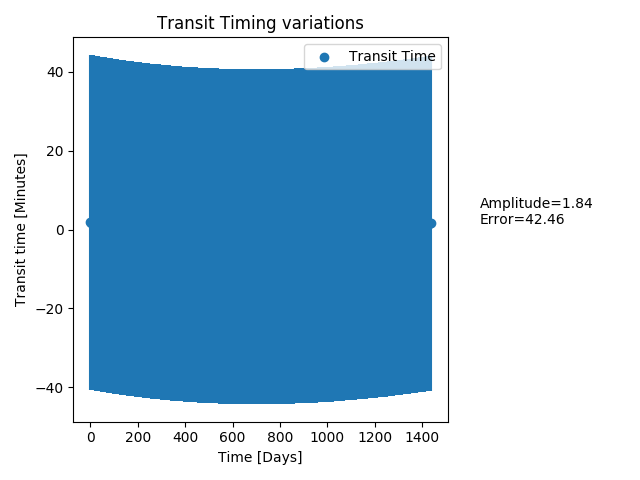 Transit Timing variations
Transit Time
Transit time [Minutes]
40
20
0
−20
−40
Amplitude=1.84
Error=42.46
0 200 400 600 800 1000 1200 1400
Time [Days]